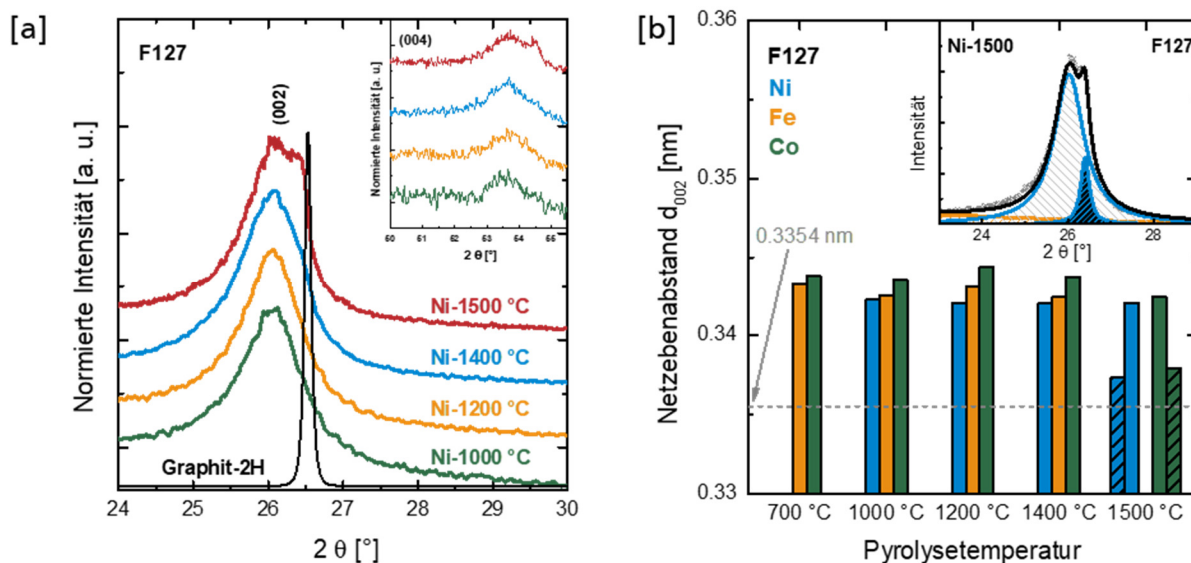 [a]
F127
(002)
Normierte Intensität [a. u.]
Ni-1500 °C
Ni-1400 °C
Ni-1200 °C
Ni-1000 °C
Graphit-2H
24 25 26 27 28 29 30
2 θ [°]
(004)
Normierte Intensität [a. u.]
60 61 62 63 64 65 66
2 θ [°]
[b]
0.36
0.35
0.34
0.33
Netzebenabstand d002 [nm]
F127
Ni
Fe
Co
0.3354 nm
Ni-1500 F127
Intensität
24 26 28
2 θ [°]
700 °C 1000 °C 1200 °C 1400 °C 1500 °C
Pyrolysetemperatur